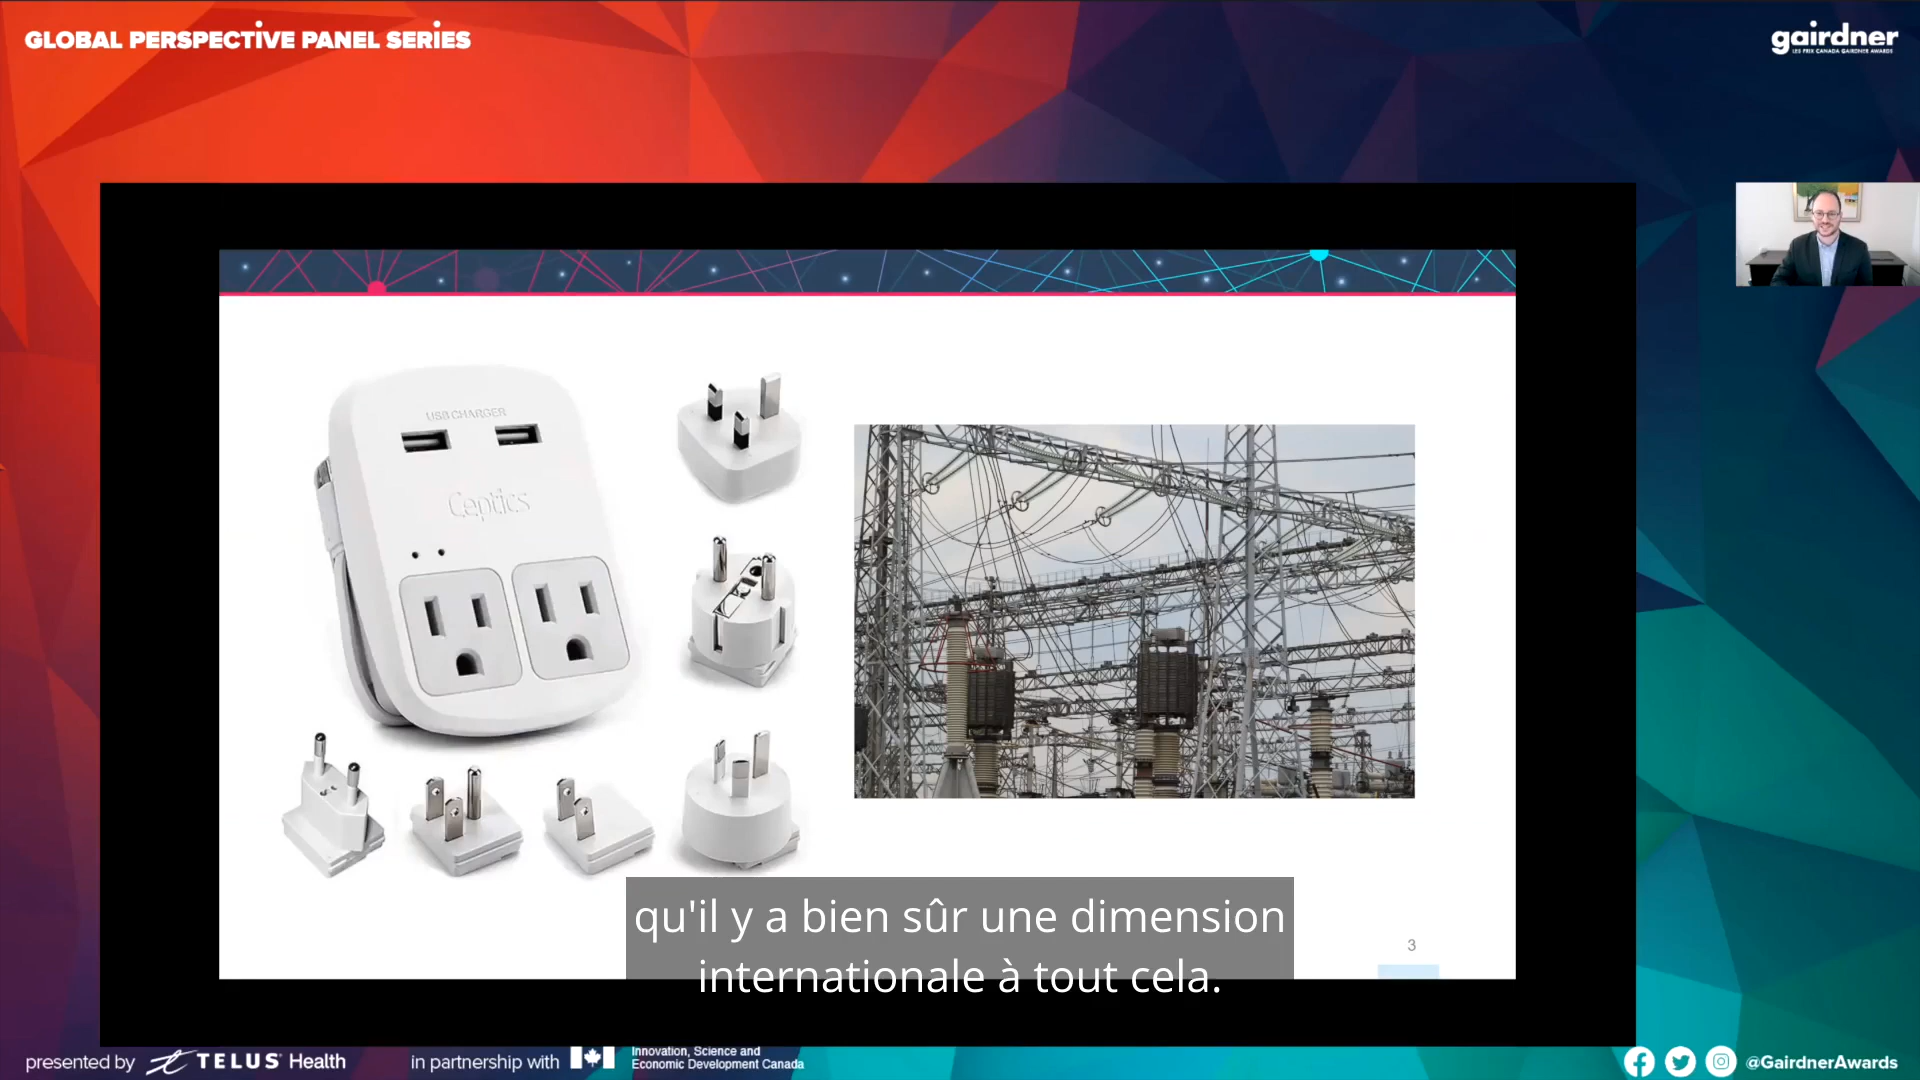 GLOBAL PERSPECTIVE PANEL SERIES
gairdner
LES PRIX CANADA GAIRDNER AWARDS
USB CHARGER
Ceptics
qu'il y a bien sûr une dimension
internationale à tout cela.
3
presented by TELUS Health
in partnership with
Innovation, Science and
Economic Development Canada
@GairdnerAwards